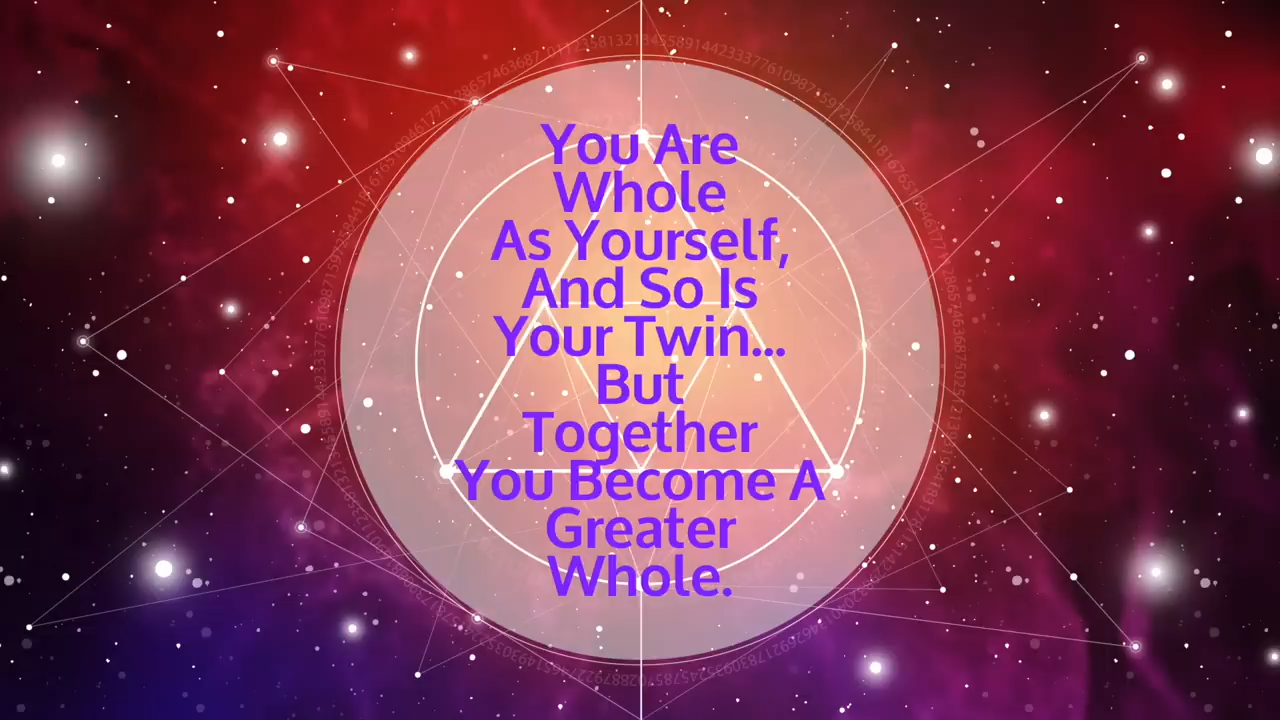 You Are
Whole
As Yourself,
And So Is
Your Twin...
But
Together
You Become A
Greater
Whole.